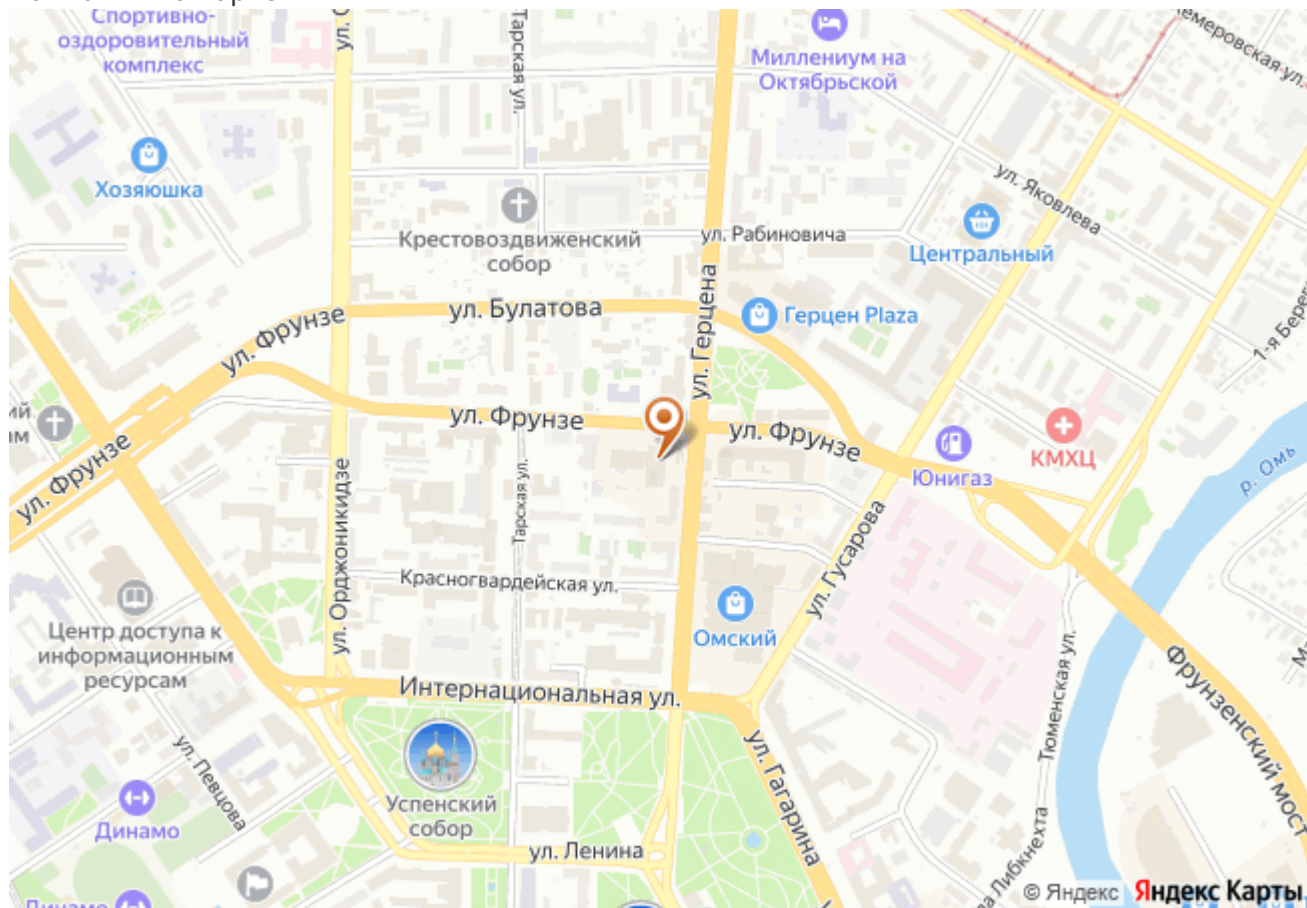 Спортивно-
оздоровительный
комплекс
Тарская ул.
Миллениум на
Октябрьской
Хозяюшка
Крестовоздвиженский
собор
ул. Рабиновича
ул. Яковлева
Центральный
ул. Булатова
ул. Герцена
Герцен Plaza
ул. Фрунзе
ул. Фрунзе
ул. Фрунзе
ул. Фрунзе
КМХЦ
Юнигаз
р. Омь
ул. Орджоникидзе
Тарская ул.
Красногвардейская ул.
ул. Гусарова
Омский
Центр доступа к
информационным
ресурсам
Интернациональная ул.
Тюменская ул.
Фрунзенский мост
ул. Певцова
Успенский
собор
ул. Гагарина
Динамо
ул. Ленина
© Яндекс Яндекс Карты